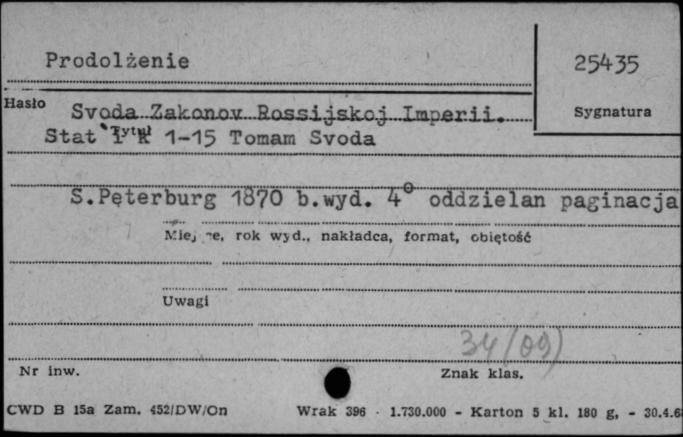 Prodolżenie
25435
Hasło
Svoda Zakonov Rossijskoj Imperii.
Sygnatura
Tytuł
1-15 Tomam Svoda
S.Peterburg 1870 b.wyd. 4° oddzielan paginacja
Miejsce, rok wyd., nakładca, format, objętość
Uwagi
34(09)
Nr inw.
Znak klas.
CWD B 15a Zam. 452/DW/On
Wrak 396 · 1.730.000 - Karton 5 kl. 180 g, - 30.4.6